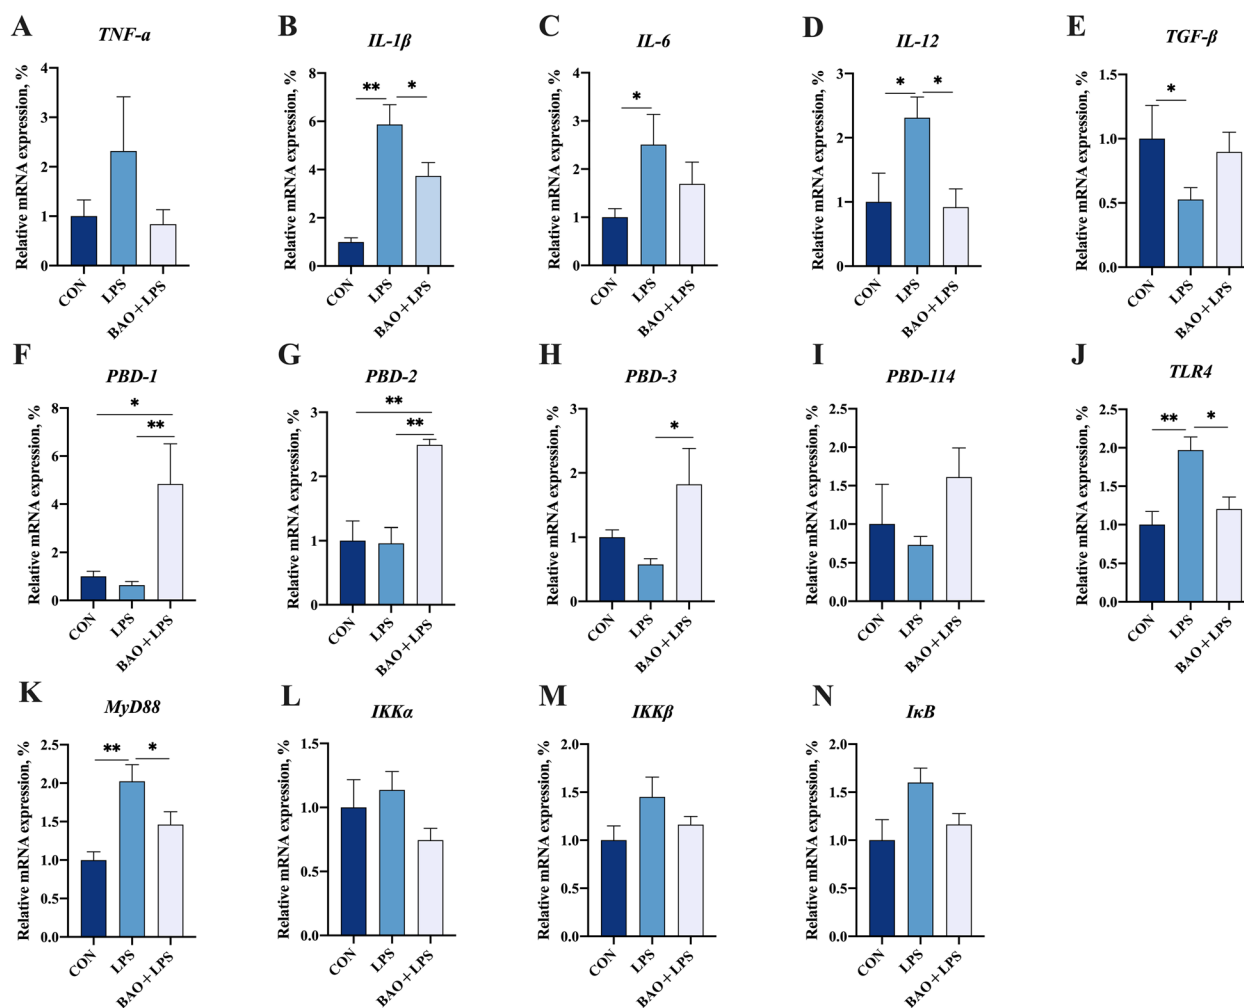 A
TNF-a
Relative mRNA expression, %
4
3
2
1
0
CON
LPS
BAO+LPS
B
IL-1β
Relative mRNA expression, %
8
6
4
2
0
**
*
CON
LPS
BAO+LPS
C
IL-6
Relative mRNA expression, %
4
3
2
1
0
*
CON
LPS
BAO+LPS
D
IL-12
Relative mRNA expression, %
3
2
1
0
*
*
CON
LPS
BAO+LPS
E
TGF-β
Relative mRNA expression, %
1.5
1.0
0.5
0.0
*
CON
LPS
BAO+LPS
F
PBD-1
Relative mRNA expression, %
8
6
4
2
0
*
**
CON
LPS
BAO+LPS
G
PBD-2
Relative mRNA expression, %
3
2
1
0
**
**
CON
LPS
BAO+LPS
H
PBD-3
Relative mRNA expression, %
3
2
1
0
*
CON
LPS
BAO+LPS
I
PBD-114
Relative mRNA expression, %
2.5
2.0
1.5
1.0
0.5
0.0
CON
LPS
BAO+LPS
J
TLR4
Relative mRNA expression, %
2.5
2.0
1.5
1.0
0.5
0.0
**
*
CON
LPS
BAO+LPS
K
MyD88
Relative mRNA expression, %
2.5
2.0
1.5
1.0
0.5
0.0
**
*
CON
LPS
BAO+LPS
L
IKKα
Relative mRNA expression, %
1.5
1.0
0.5
0.0
CON
LPS
BAO+LPS
M
IKKβ
Relative mRNA expression, %
2.0
1.5
1.0
0.5
0.0
CON
LPS
BAO+LPS
N
IκB
Relative mRNA expression, %
2.0
1.5
1.0
0.5
0.0
CON
LPS
BAO+LPS